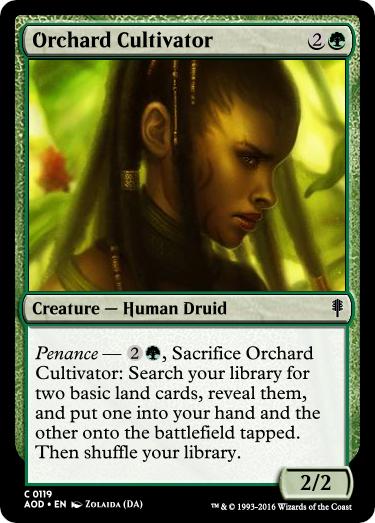 Orchard Cultivator 2
Creature — Human Druid
Penance — 2, Sacrifice Orchard
Cultivator: Search your library for
two basic land cards, reveal them,
and put one into your hand and the
other onto the battlefield tapped.
Then shuffle your library.
2/2
C 0119
AOD • EN Zolaida (DA)
™ & © 1993-2016 Wizards of the Coast